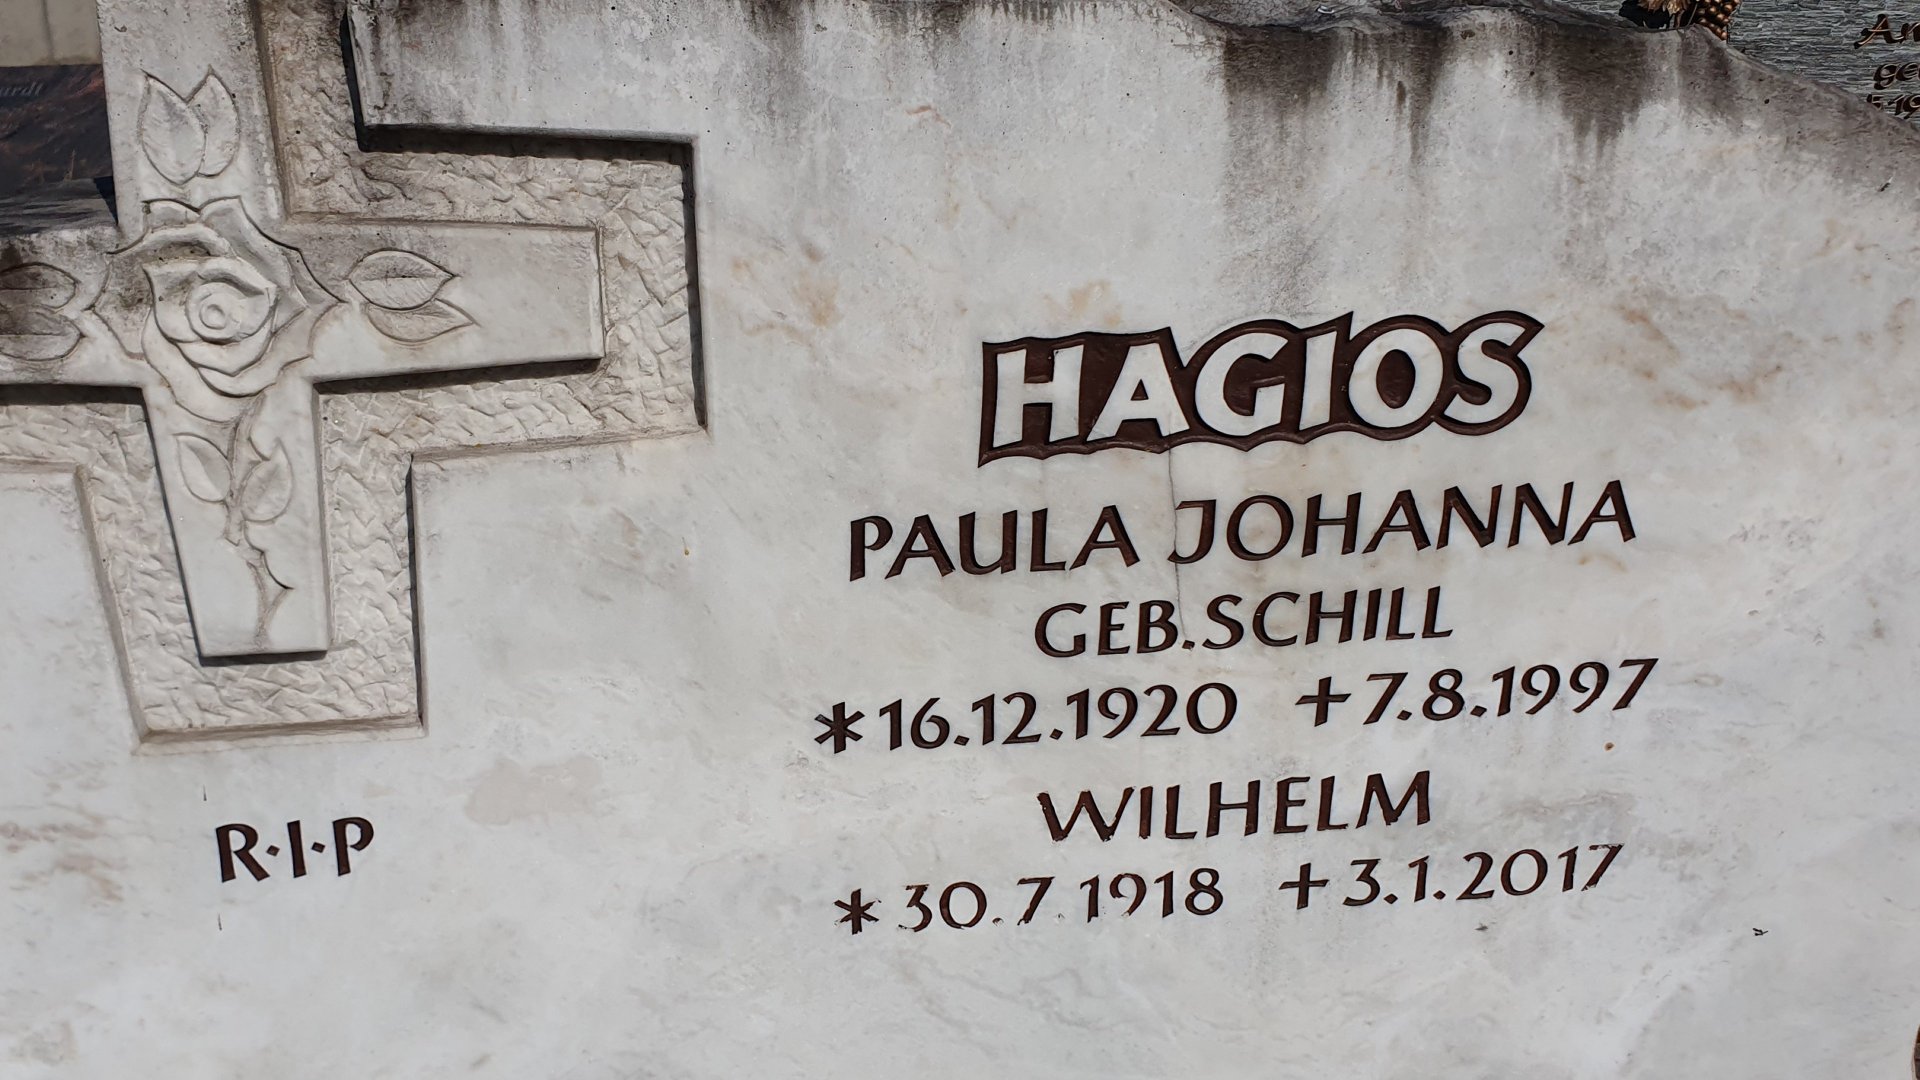 HAGIOS
PAULA JOHANNA
GEB. SCHILL
*16.12.1920 +7.8.1997
WILHELM
* 30.7 1918 +3.1.2017
R·I·P